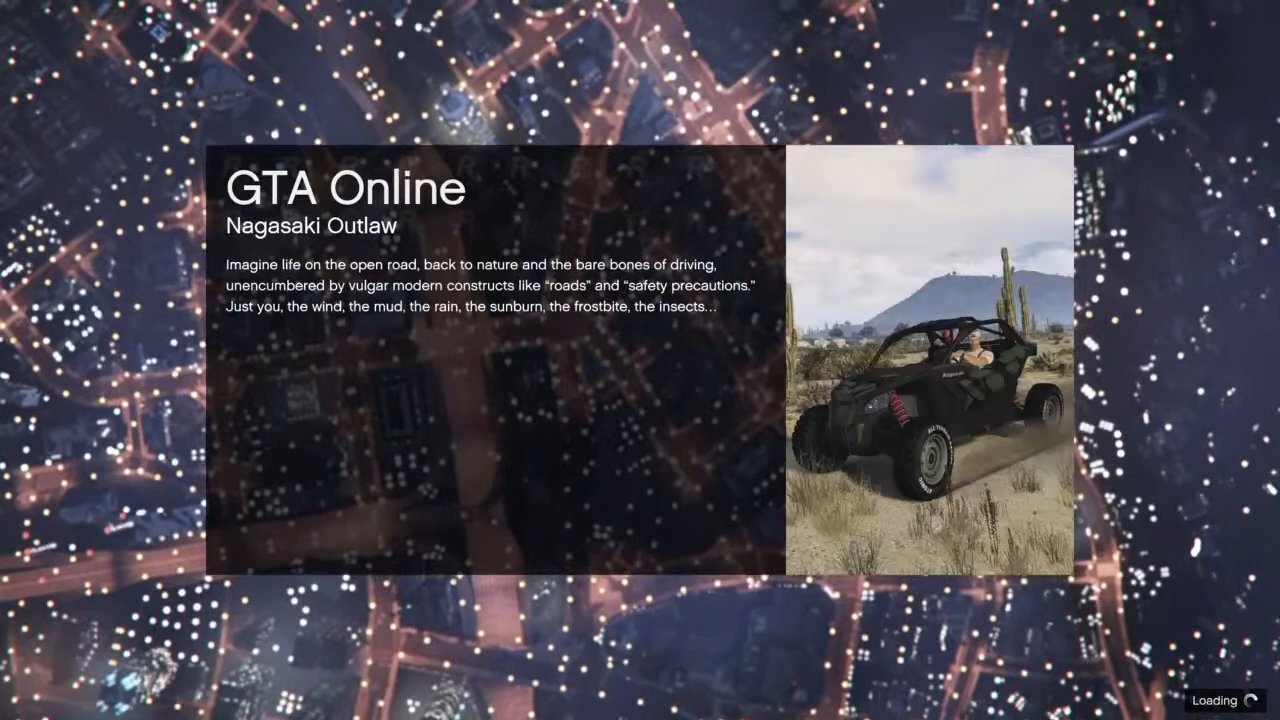 GTA Online
Nagasaki Outlaw
Imagine life on the open road, back to nature and the bare bones of driving,
unencumbered by vulgar modern constructs like “roads” and “safety precautions.”
Just you, the wind, the mud, the rain, the sunburn, the frostbite, the insects...
Loading